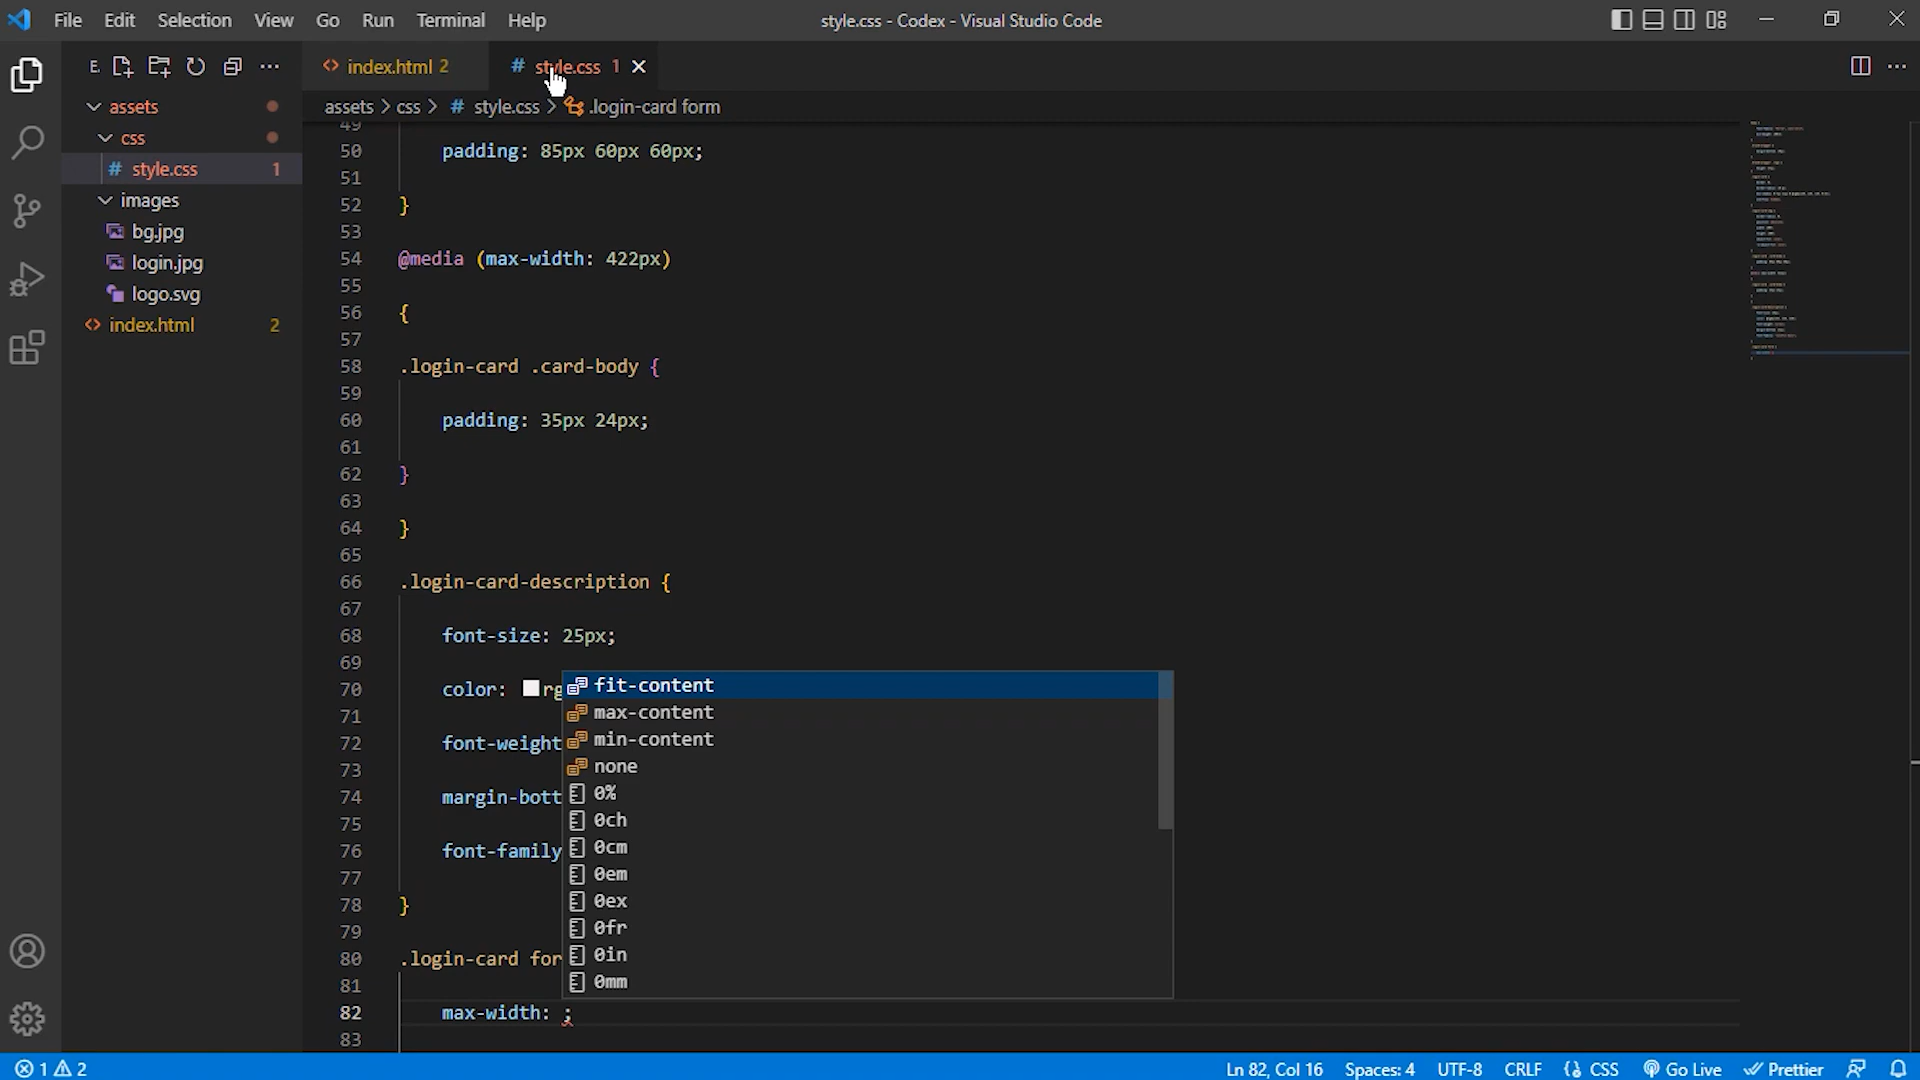 File Edit Selection View Go Run Terminal Help
style.css - Codex - Visual Studio Code
E.
index.html 2
# style.css 1
assets > css > # style.css > .login-card form
assets
css
# style.css 1
images
bg.jpg
login.jpg
logo.svg
<> index.html 2
49
50 padding: 85px 60px 60px;
51
52 }
53
54 @media (max-width: 422px)
55
56 {
57
58 .login-card .card-body {
59
60 padding: 35px 24px;
61
62 }
63
64 }
65
66 .login-card-description {
67
68 font-size: 25px;
69
70 color: rg
71
72 font-weight
73
74 margin-bott
75
76 font-family
77
78 }
79
80 .login-card for
81
82 max-width: ;
83
fit-content
max-content
min-content
none
0%
0ch
0cm
0em
0ex
0fr
0in
0mm
1 2
Ln 82, Col 16 Spaces: 4 UTF-8 CRLF {} CSS Go Live Prettier